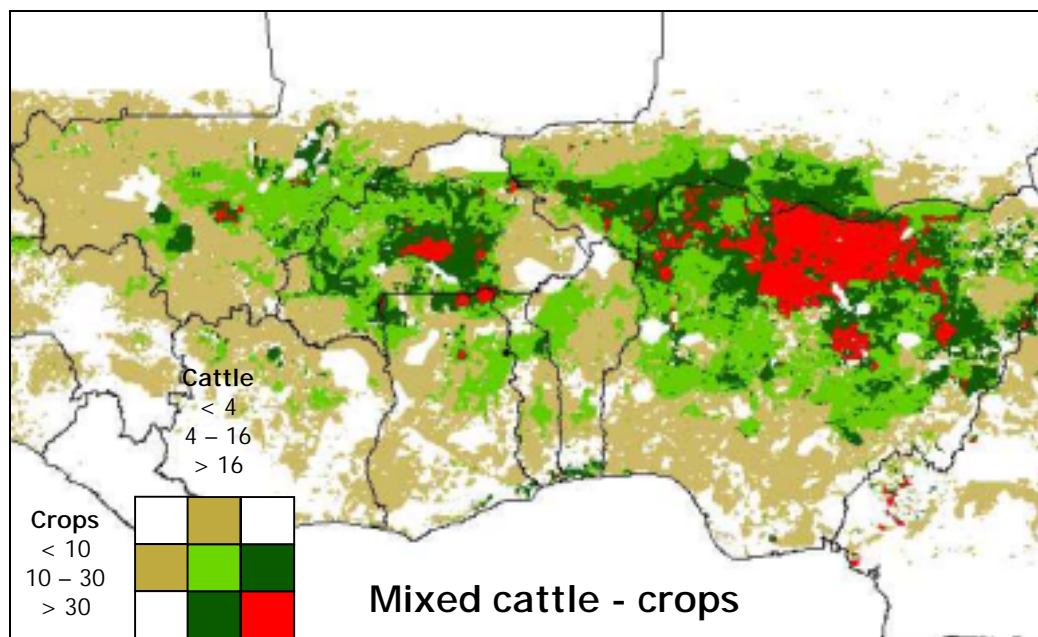 Cattle
< 4
4 – 16
> 16
Crops
< 10
10 – 30
> 30
Mixed cattle - crops